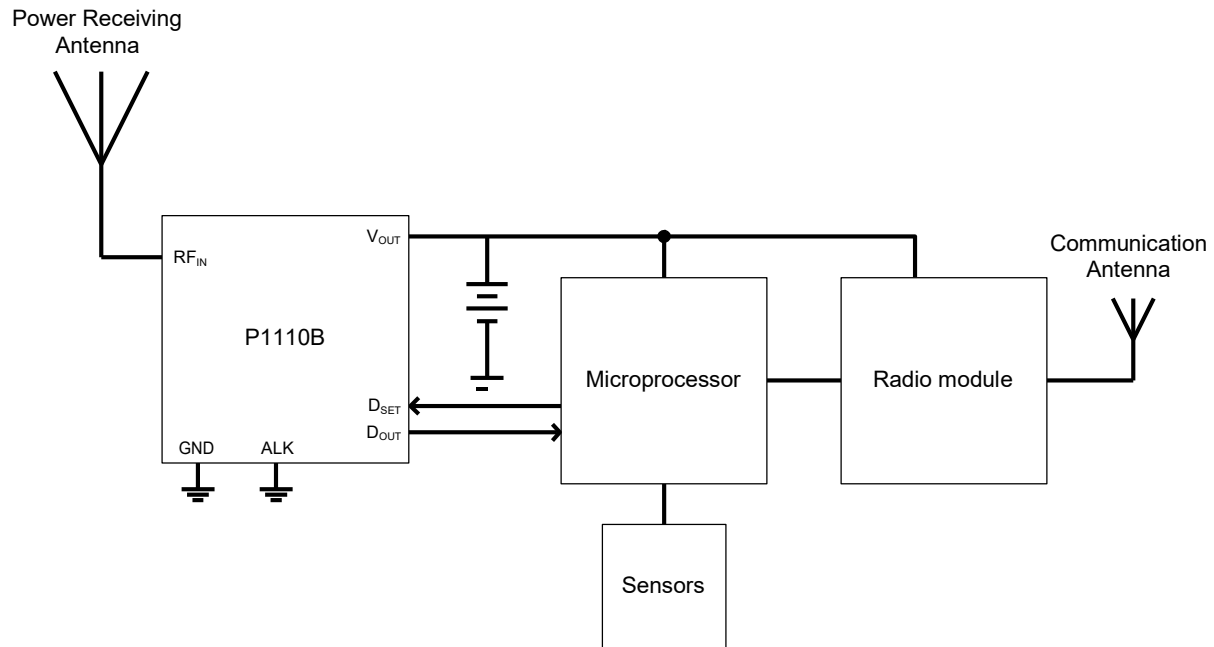 Power Receiving
Antenna
V_OUT
RF_IN
Communication
Antenna
P1110B
Microprocessor
Radio module
D_SET
D_OUT
GND
ALK
Sensors